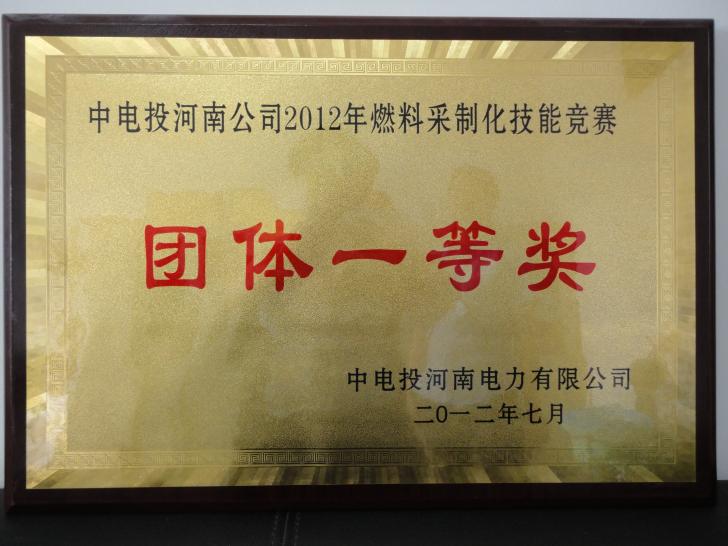 中电投河南公司2012年燃料采制化技能竞赛
团体一等奖
中电投河南电力有限公司
二0一二年七月